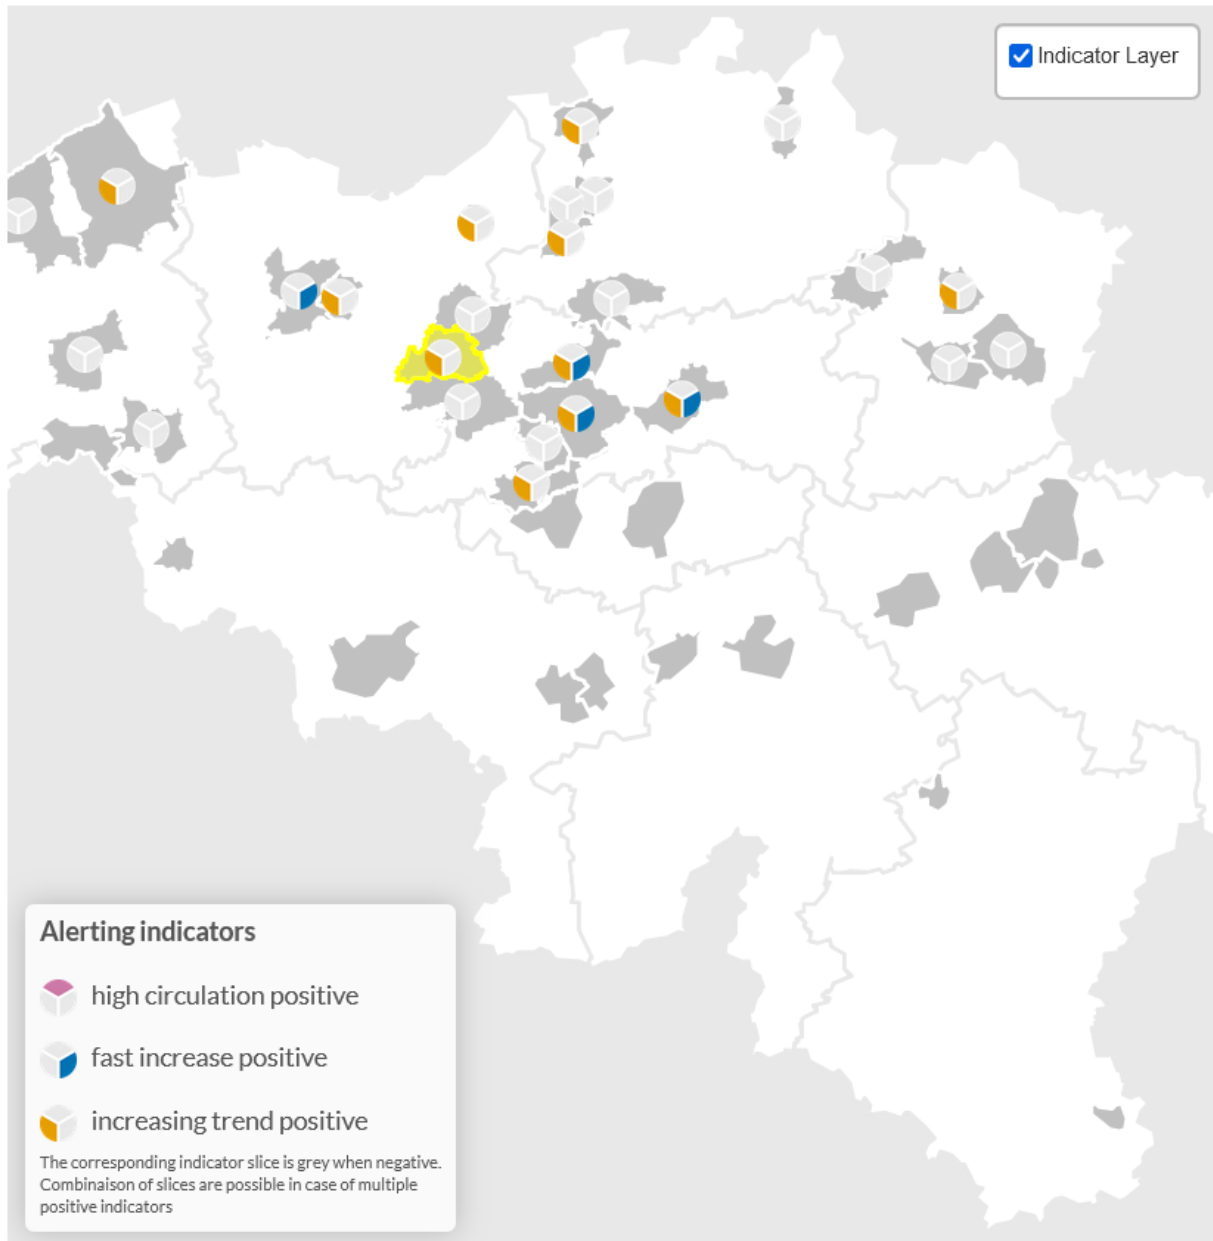 Indicator Layer
Alerting indicators
high circulation positive
fast increase positive
increasing trend positive
The corresponding indicator slice is grey when negative.
Combinaison of slices are possible in case of multiple
positive indicators